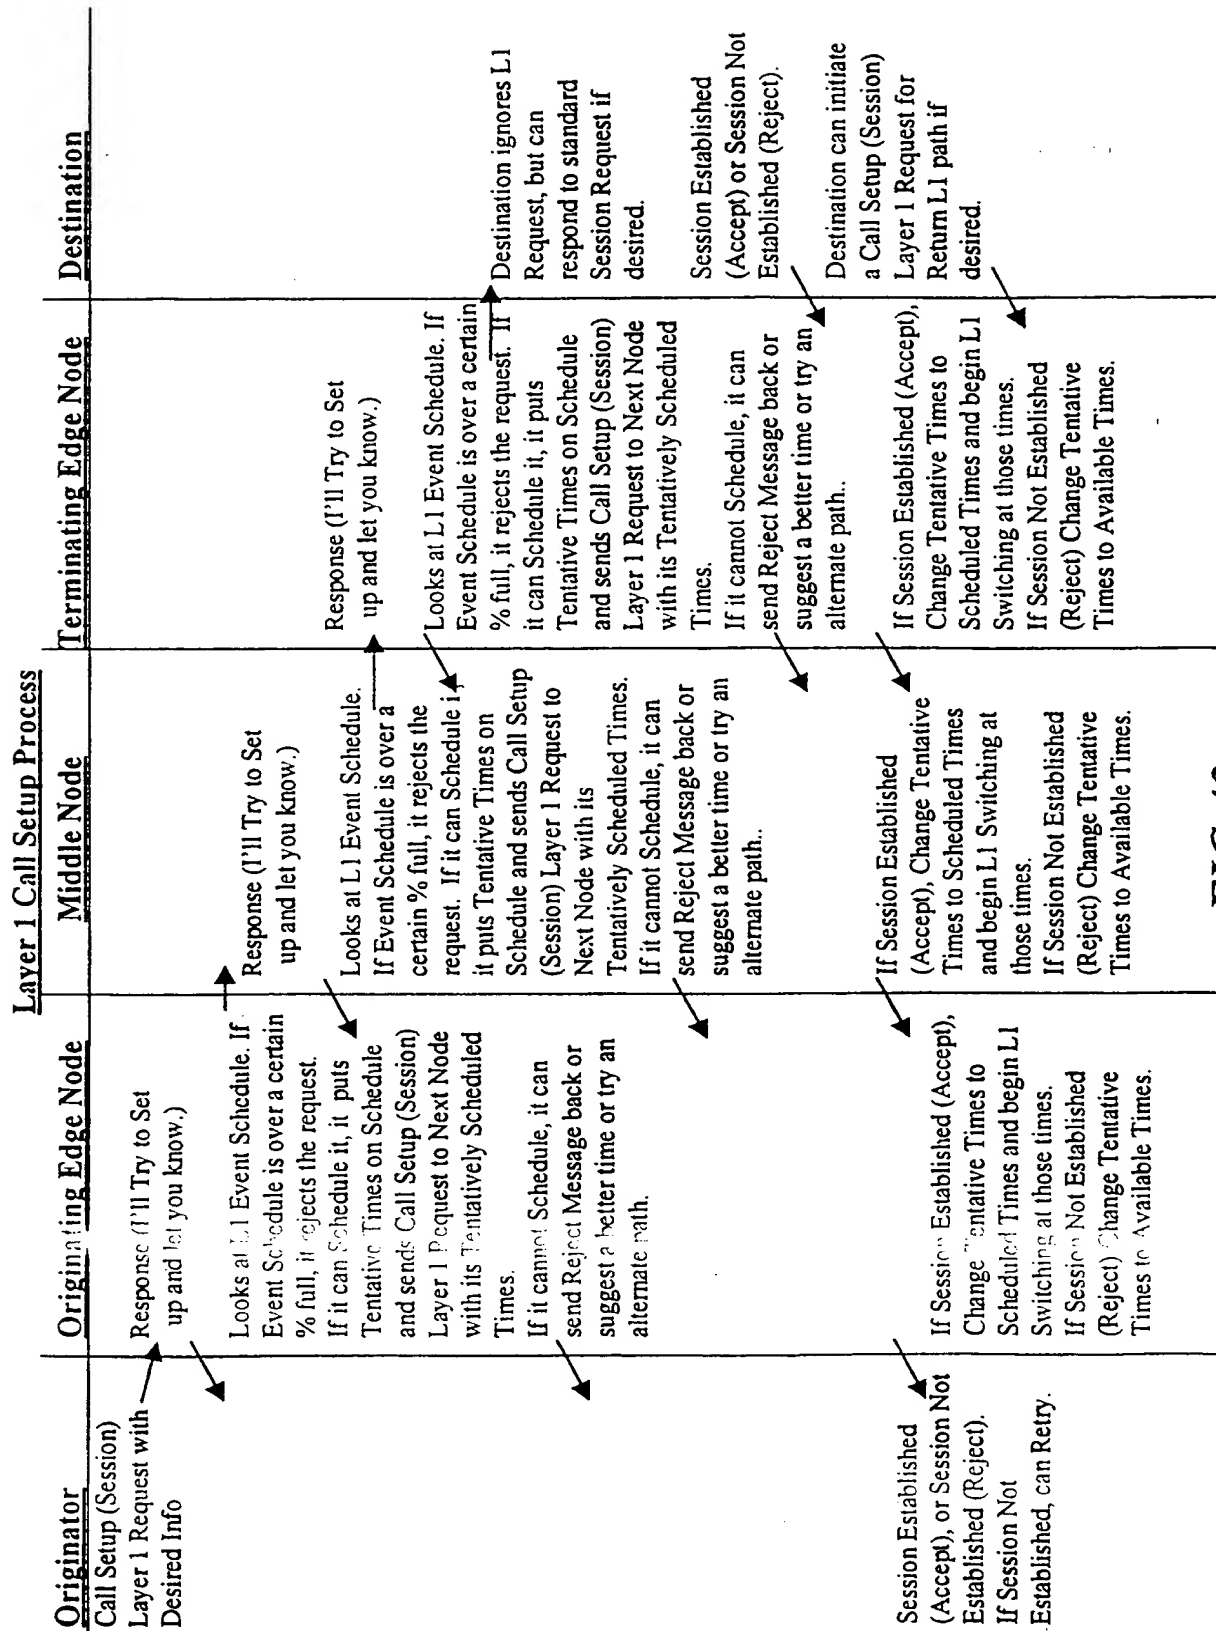 Layer 1 Call Setup Process
Originator
Call Setup (Session)
Layer 1 Request with
Desired Info
Session Established
(Accept), or Session Not
Established (Reject).
If Session Not
Established, can Retry.
Originating Edge Node
Response (I'll Try to Set
up and let you know.)
Looks at L1 Event Schedule. If
Event Schedule is over a certain
% full, it rejects the request.
If it can Schedule it, it puts
Tentative Times on Schedule
and sends Call Setup (Session)
Layer 1 Request to Next Node
with its Tentatively Scheduled
Times.
If it cannot Schedule, it can
send Reject Message back or
suggest a better time or try an
alternate path.
If Session Established (Accept),
Change Tentative Times to
Scheduled Times and begin L1
Switching at those times.
If Session Not Established
(Reject) Change Tentative
Times to Available Times.
Middle Node
Response (I'll Try to Set
up and let you know.)
Looks at L1 Event Schedule.
If Event Schedule is over a
certain % full, it rejects the
request. If it can Schedule i
it puts Tentative Times on
Schedule and sends Call Setup
(Session) Layer 1 Request to
Next Node with its
Tentatively Scheduled Times.
If it cannot Schedule, it can
send Reject Message back or
suggest a better time or try an
alternate path..
If Session Established
(Accept), Change Tentative
Times to Scheduled Times
and begin L1 Switching at
those times.
If Session Not Established
(Reject) Change Tentative
Times to Available Times.
Terminating Edge Node
Response (I'll Try to Set
up and let you know.)
Looks at L1 Event Schedule. If
Event Schedule is over a certain
% full, it rejects the request. If
it can Schedule it, it puts
Tentative Times on Schedule
and sends Call Setup (Session)
Layer 1 Request to Next Node
with its Tentatively Scheduled
Times.
If it cannot Schedule, it can
send Reject Message back or
suggest a better time or try an
alternate path..
If Session Established (Accept),
Change Tentative Times to
Scheduled Times and begin L1
Switching at those times.
If Session Not Established
(Reject) Change Tentative
Times to Available Times.
Destination
Destination ignores L1
Request, but can
respond to standard
Session Request if
desired.
Session Established
(Accept) or Session Not
Established (Reject).
Destination can initiate
a Call Setup (Session)
Layer 1 Request for
Return L1 path if
desired.